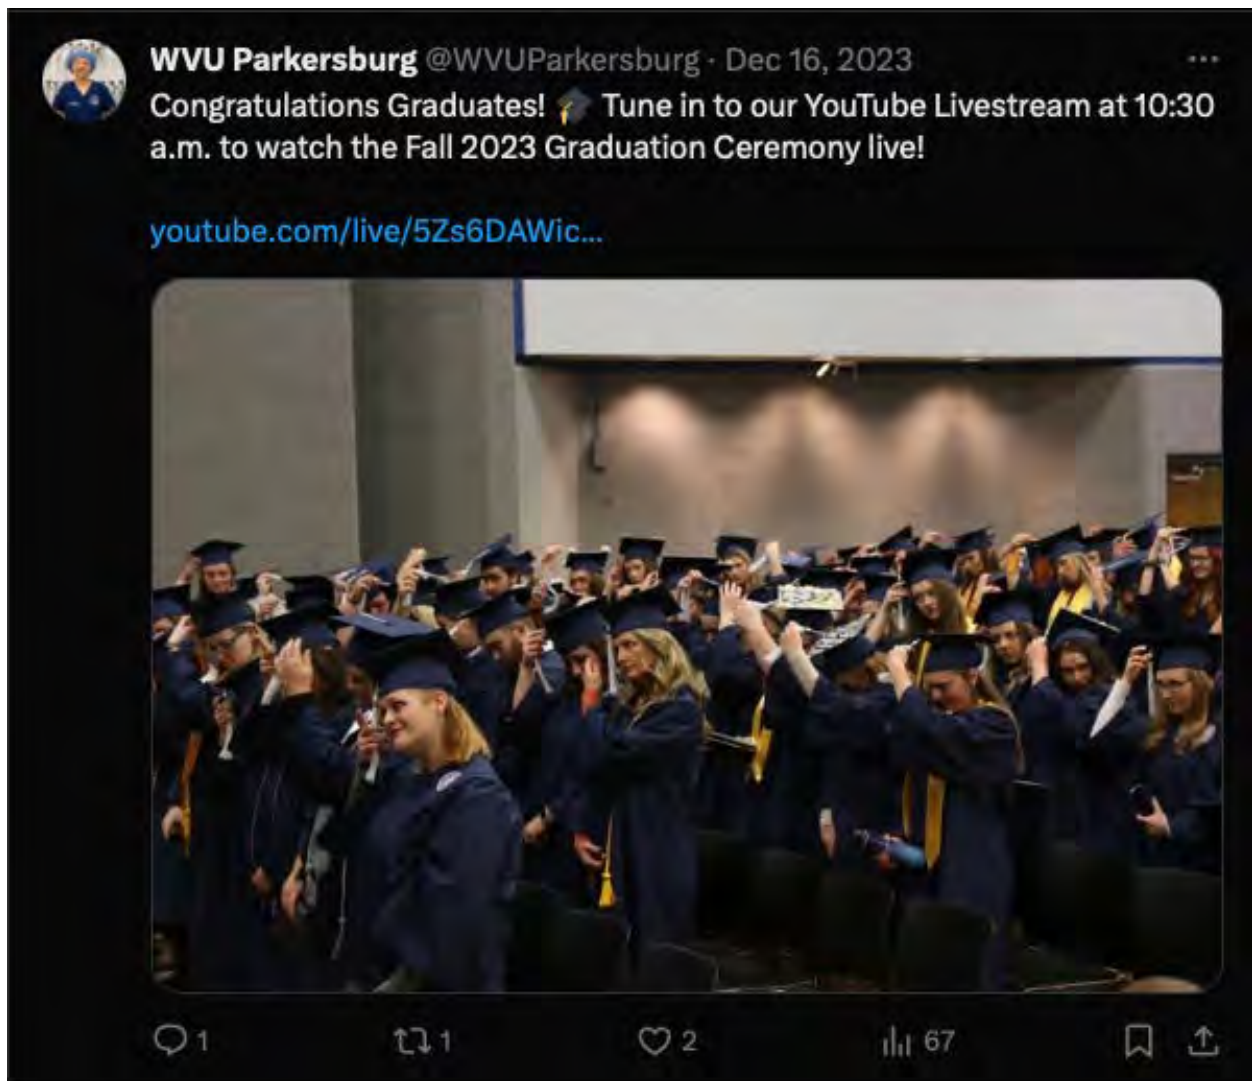 WVU Parkersburg @WVUParkersburg · Dec 16, 2023
Congratulations Graduates! 🎓 Tune in to our YouTube Livestream at 10:30
a.m. to watch the Fall 2023 Graduation Ceremony live!
youtube.com/live/5Zs6DAWic...
1 1 2 67